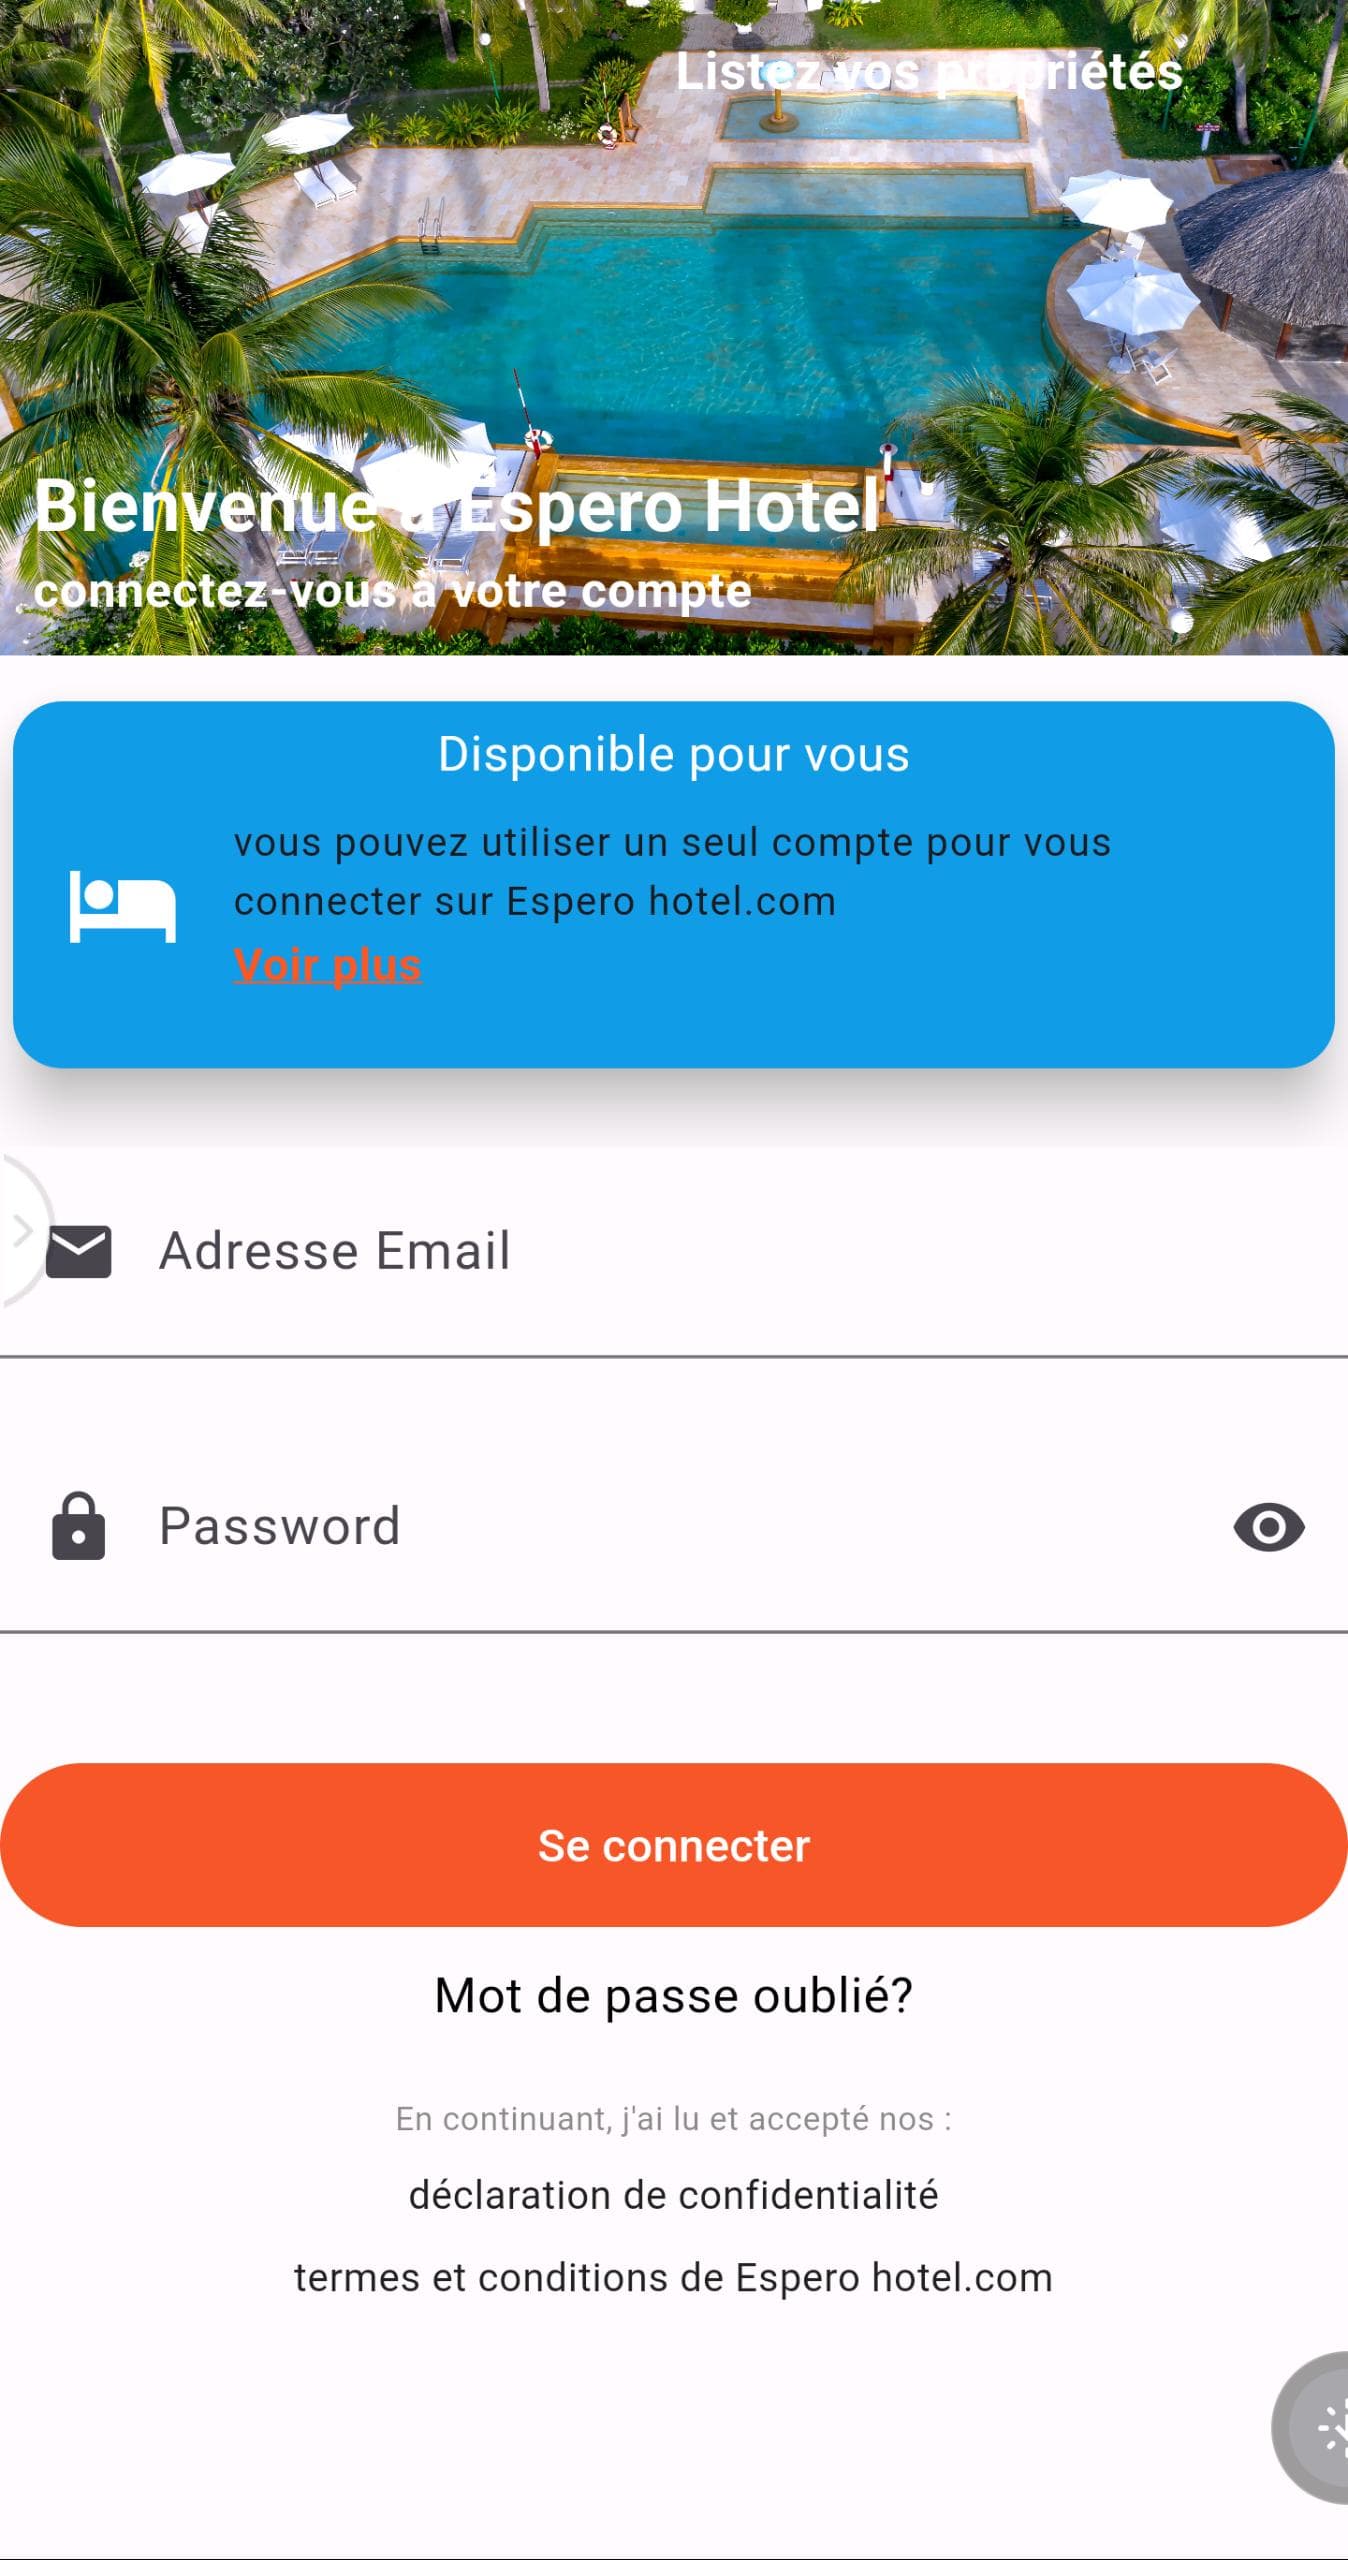 Listez vos propriétés
Bienvenue à Espero Hotel
connectez-vous à votre compte
Disponible pour vous
vous pouvez utiliser un seul compte pour vous
connecter sur Espero hotel.com
Voir plus
Adresse Email
Password
Se connecter
Mot de passe oublié?
En continuant, j'ai lu et accepté nos :
déclaration de confidentialité
termes et conditions de Espero hotel.com